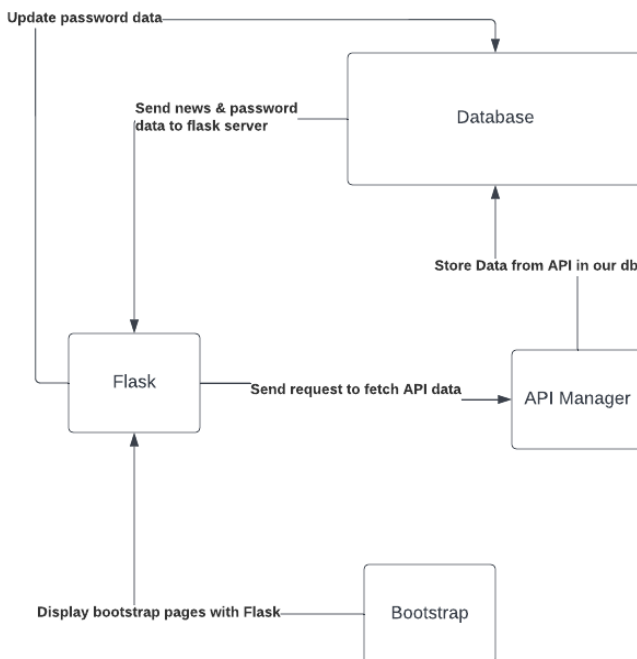 Update password data
Send news & password
data to flask server
Database
Store Data from API in our db
Flask
Send request to fetch API data
API Manager
Display bootstrap pages with Flask
Bootstrap